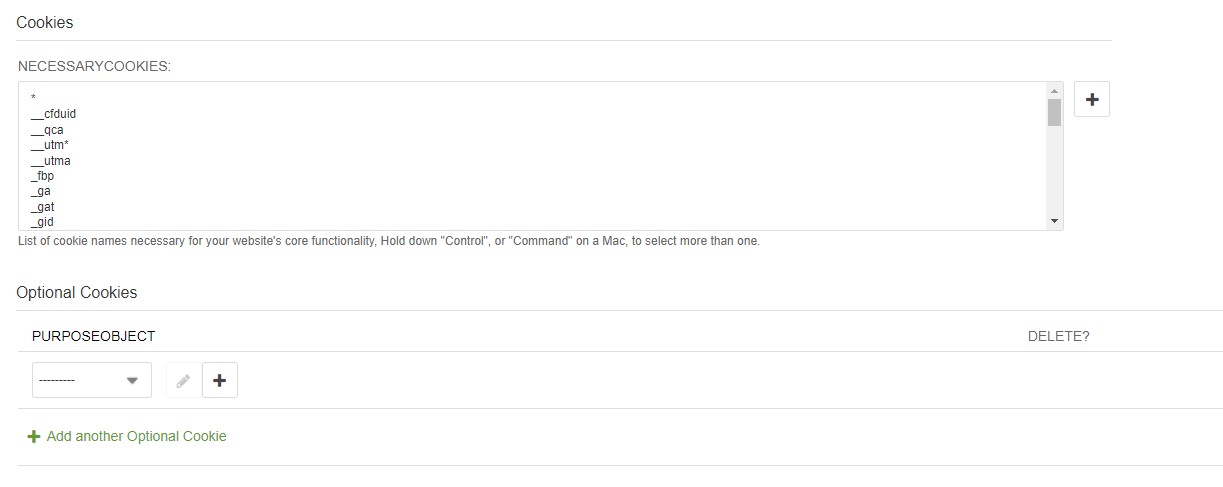 Cookies
NECESSARYCOOKIES:
*
__cfduid
__qca
__utm*
__utma
_fbp
_ga
_gat
_gid
List of cookie names necessary for your website's core functionality, Hold down "Control", or "Command" on a Mac, to select more than one.
Optional Cookies
PURPOSEOBJECT DELETE?
---------
Add another Optional Cookie